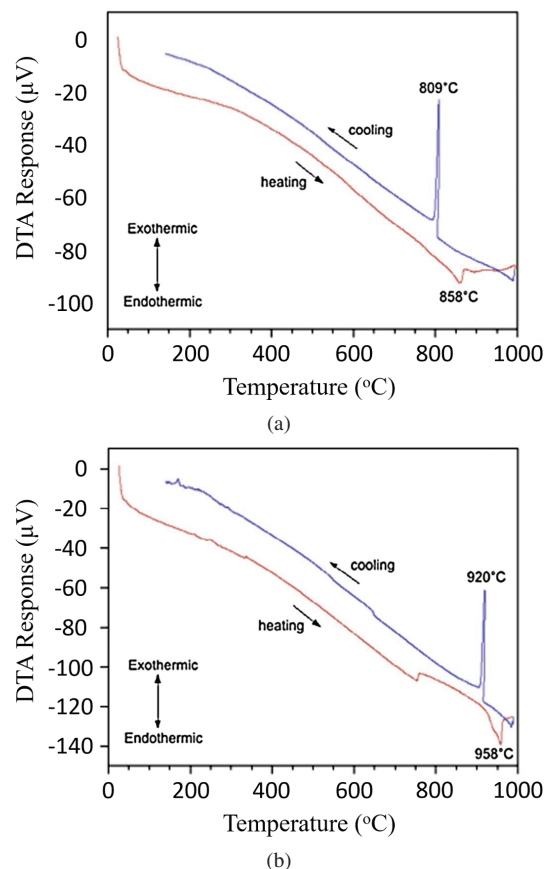 0
809°C
-20
cooling
-40
heating
-60
Exothermic
-80
Endothermic
858°C
-100
0 200 400 600 800 1000
DTA Response (µV)
Temperature (°C)
(a)
0
-20
cooling
920°C
-40
-60
heating
-80
-100
Exothermic
-120
Endothermic
-140
958°C
0 200 400 600 800 1000
DTA Response (µV)
Temperature (°C)
(b)